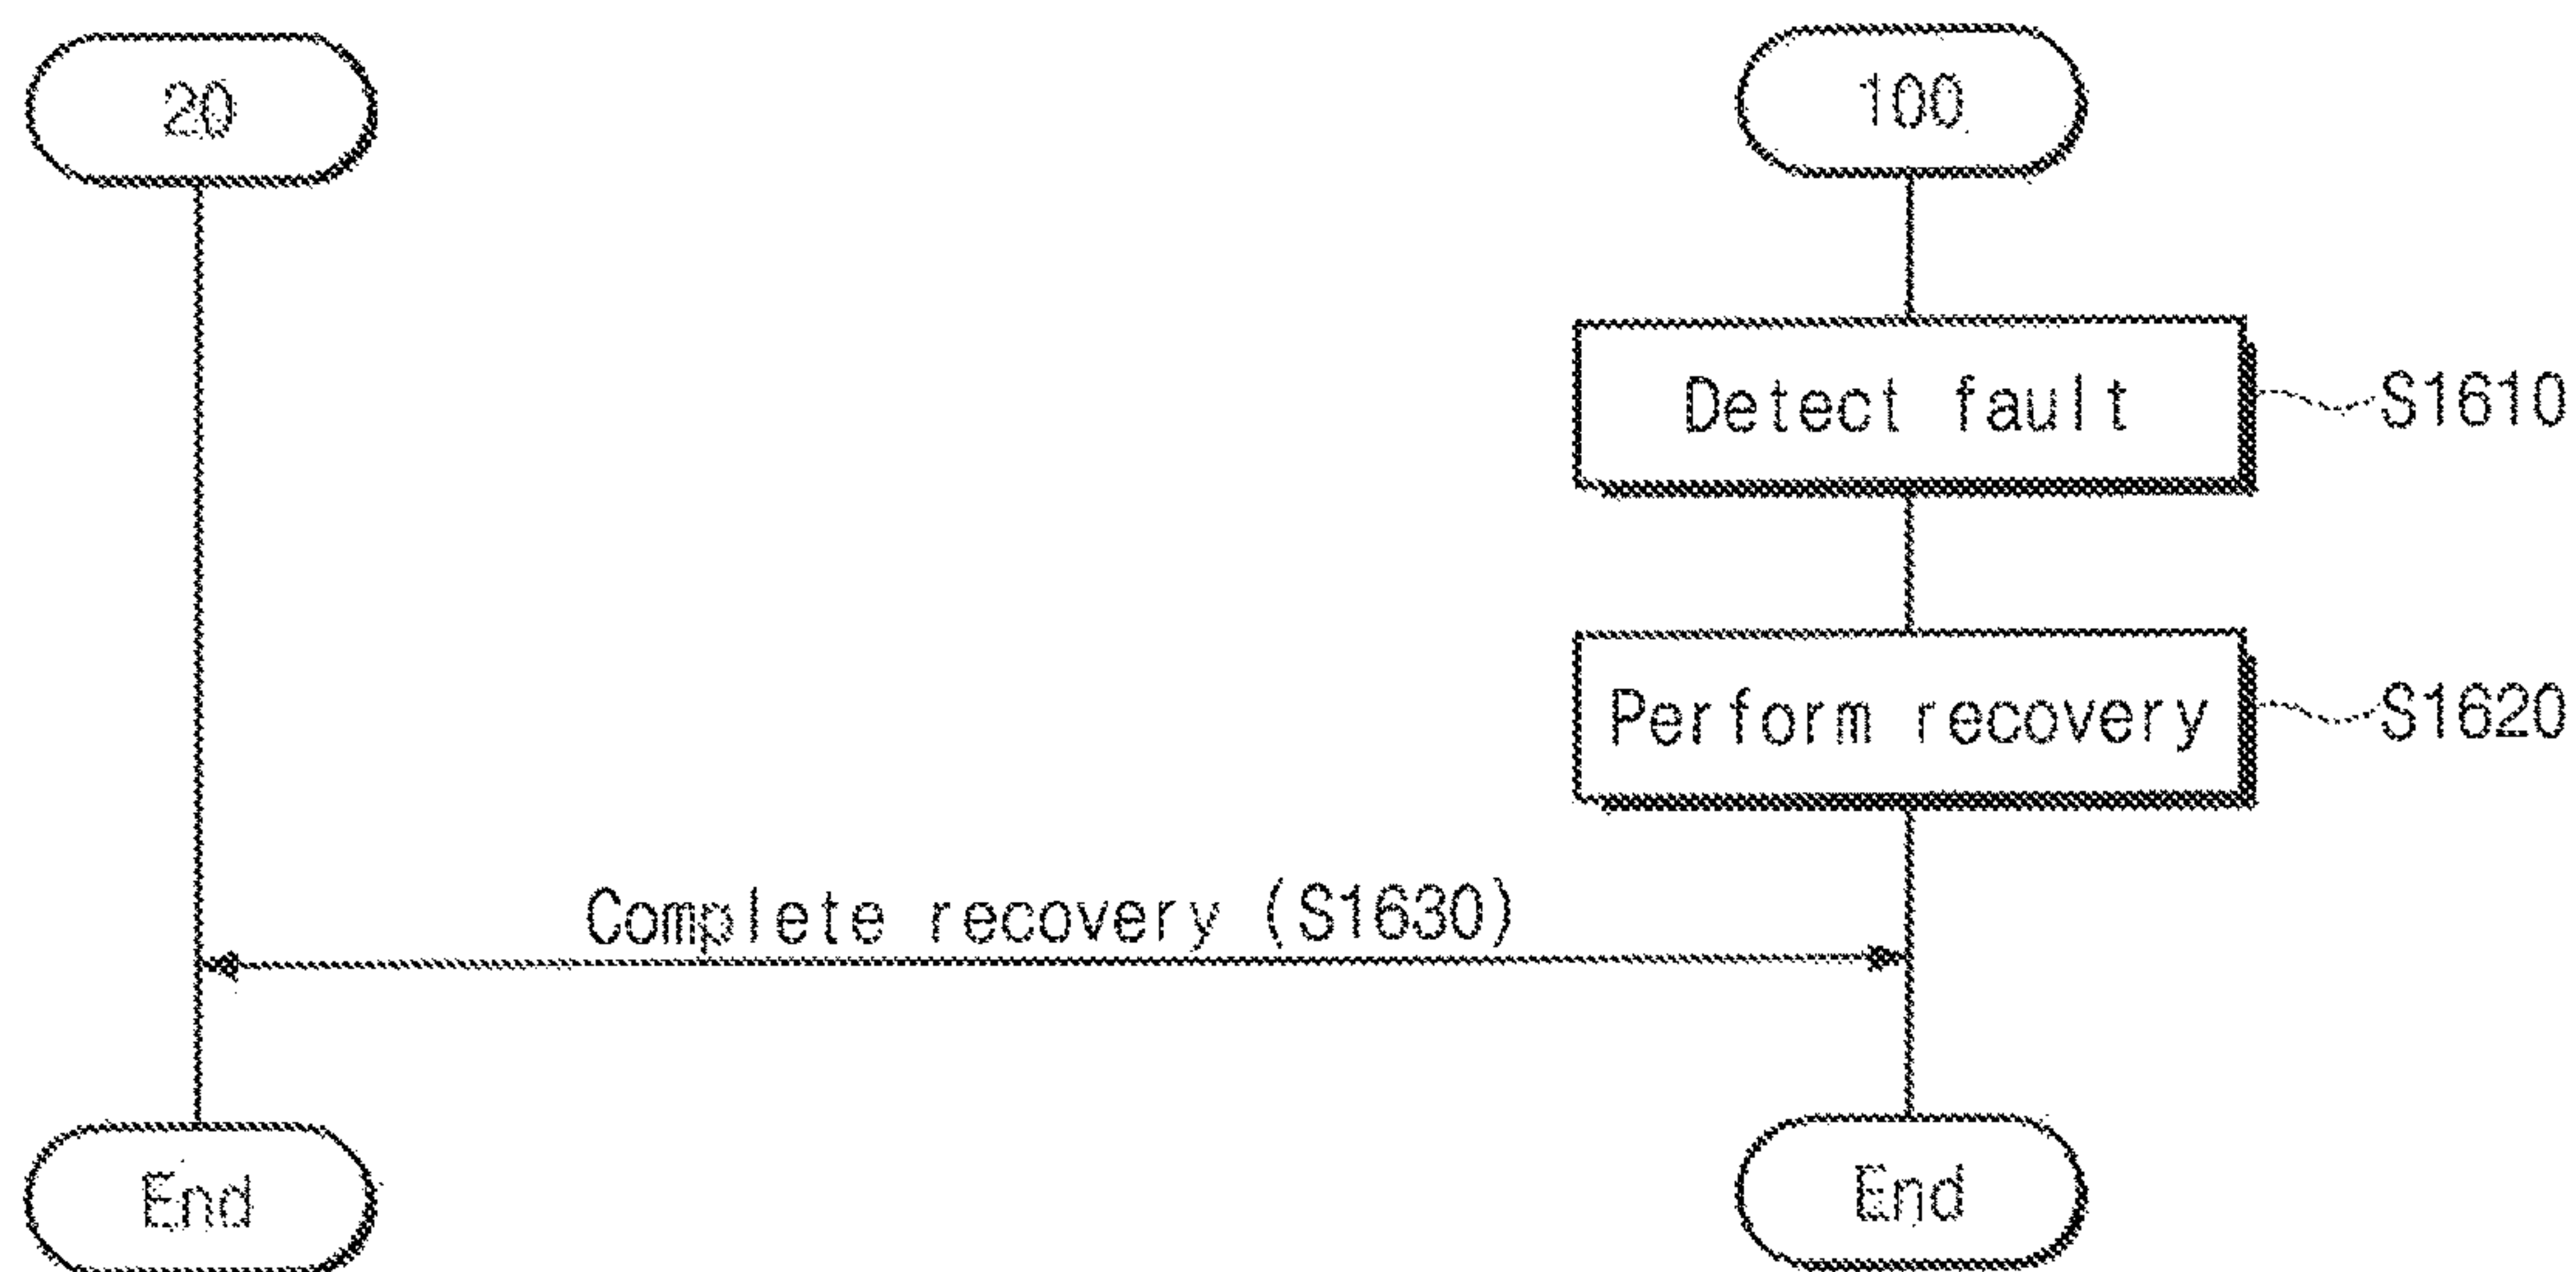 20
100
Detect fault
S1610
Perform recovery
S1620
Complete recovery (S1630)
End
End